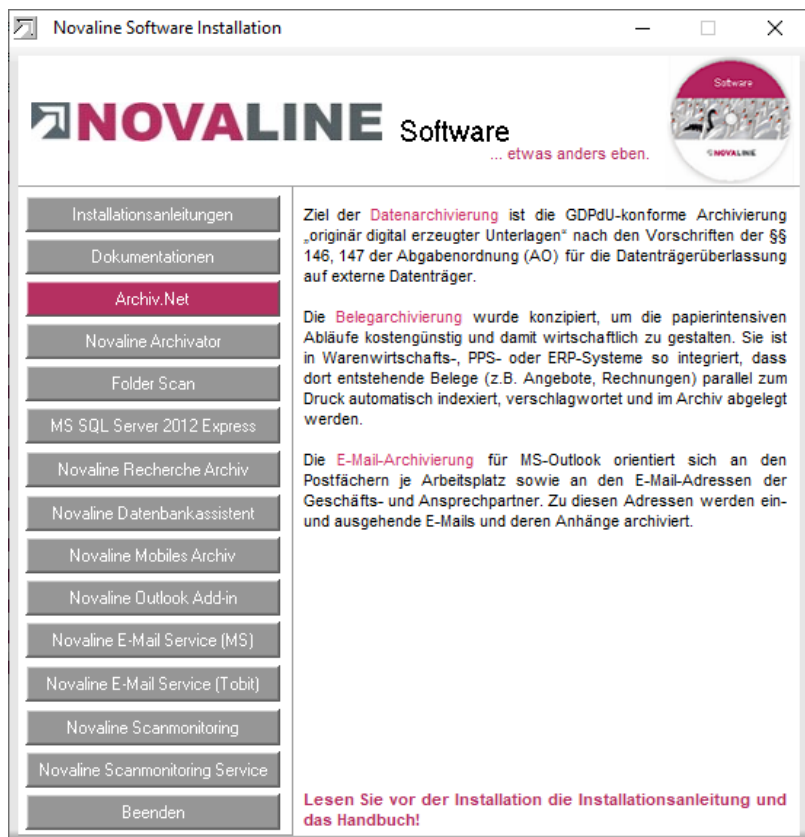 Novaline Software Installation
NOVALINE Software
... etwas anders eben.
Software
NOVALINE
Installationsanleitungen
Dokumentationen
Archiv.Net
Novaline Archivator
Folder Scan
MS SQL Server 2012 Express
Novaline Recherche Archiv
Novaline Datenbankassistent
Novaline Mobiles Archiv
Novaline Outlook Add-in
Novaline E-Mail Service (MS)
Novaline E-Mail Service (Tobit)
Novaline Scanmonitoring
Novaline Scanmonitoring Service
Beenden
Ziel der Datenarchivierung ist die GDPdU-konforme Archivierung
„originär digital erzeugter Unterlagen“ nach den Vorschriften der §§
146, 147 der Abgabenordnung (AO) für die Datenträgerüberlassung
auf externe Datenträger.
Die Belegarchivierung wurde konzipiert, um die papierintensiven
Abläufe kostengünstig und damit wirtschaftlich zu gestalten. Sie ist
in Warenwirtschafts-, PPS- oder ERP-Systeme so integriert, dass
dort entstehende Belege (z.B. Angebote, Rechnungen) parallel zum
Druck automatisch indexiert, verschlagwortet und im Archiv abgelegt
werden.
Die E-Mail-Archivierung für MS-Outlook orientiert sich an den
Postfächern je Arbeitsplatz sowie an den E-Mail-Adressen der
Geschäfts- und Ansprechpartner. Zu diesen Adressen werden ein-
und ausgehende E-Mails und deren Anhänge archiviert.
Lesen Sie vor der Installation die Installationsanleitung und
das Handbuch!